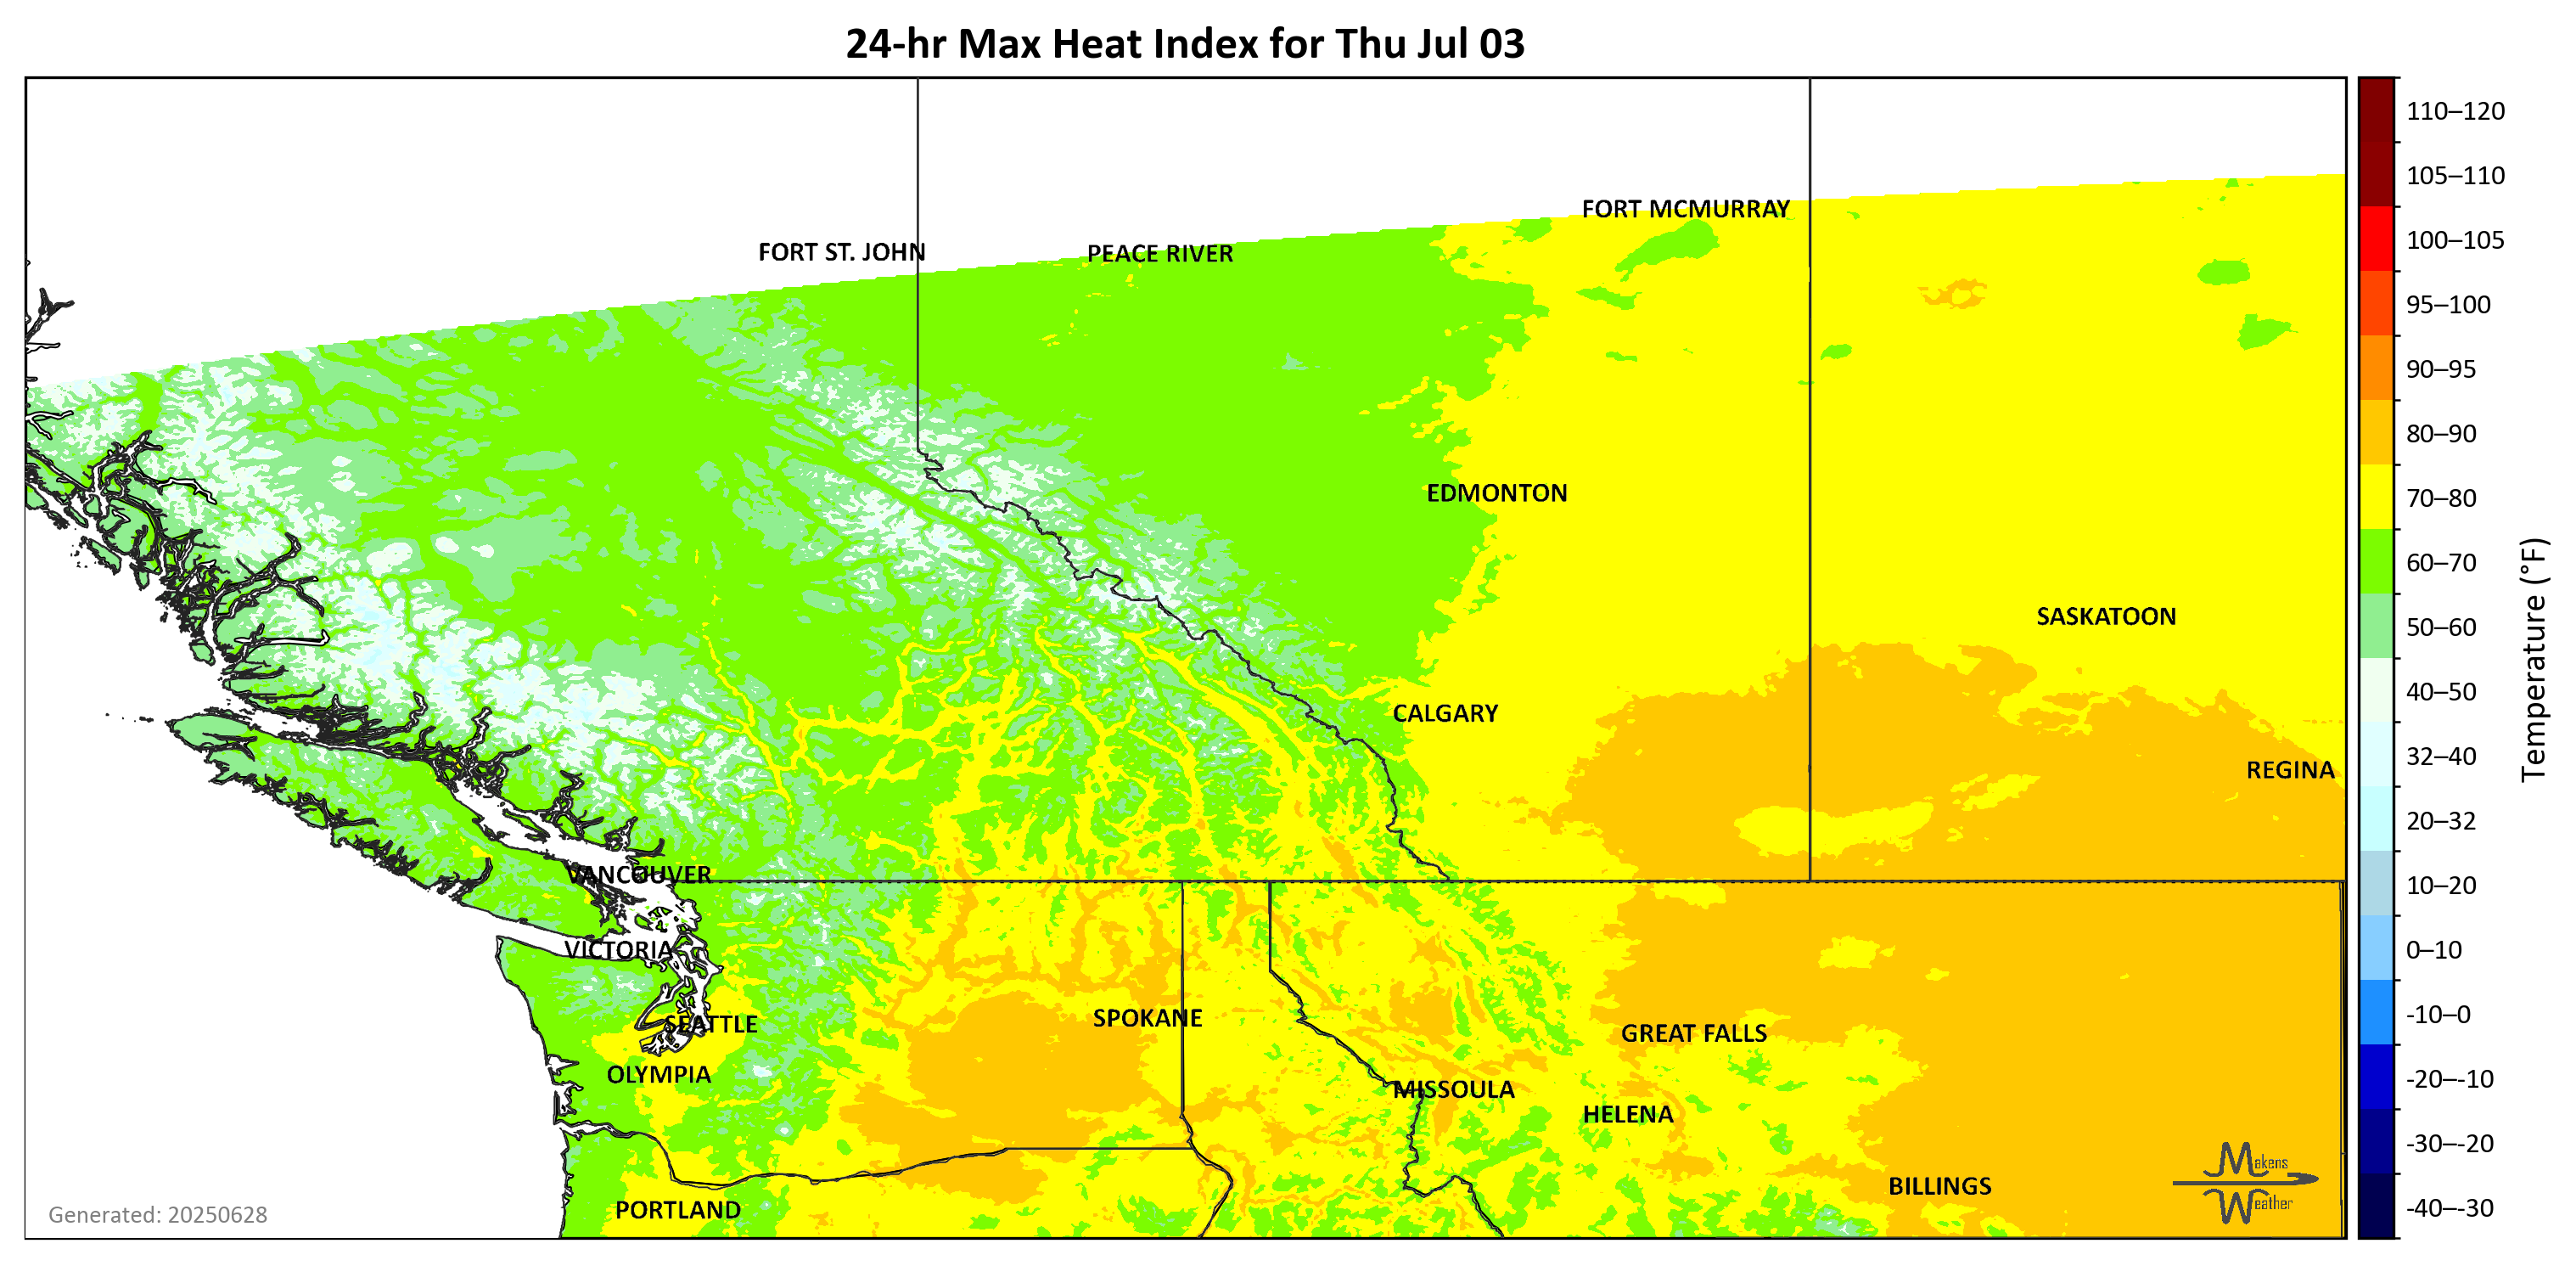 24-hr Max Heat Index for Thu Jul 03
110–120
105–110
FORT MCMURRAY
100–105
FORT ST. JOHN
PEACE RIVER
95–100
90–95
80–90
EDMONTON
70–80
60–70
SASKATOON
50–60
Temperature (°F)
40–50
CALGARY
32–40
REGINA
20–32
VANCOUVER
10–20
VICTORIA
0–10
SEATTLE
SPOKANE
-10–0
GREAT FALLS
OLYMPIA
-20–-10
MISSOULA
HELENA
-30–-20
Makens
Weather
BILLINGS
PORTLAND
-40–-30
Generated: 20250628